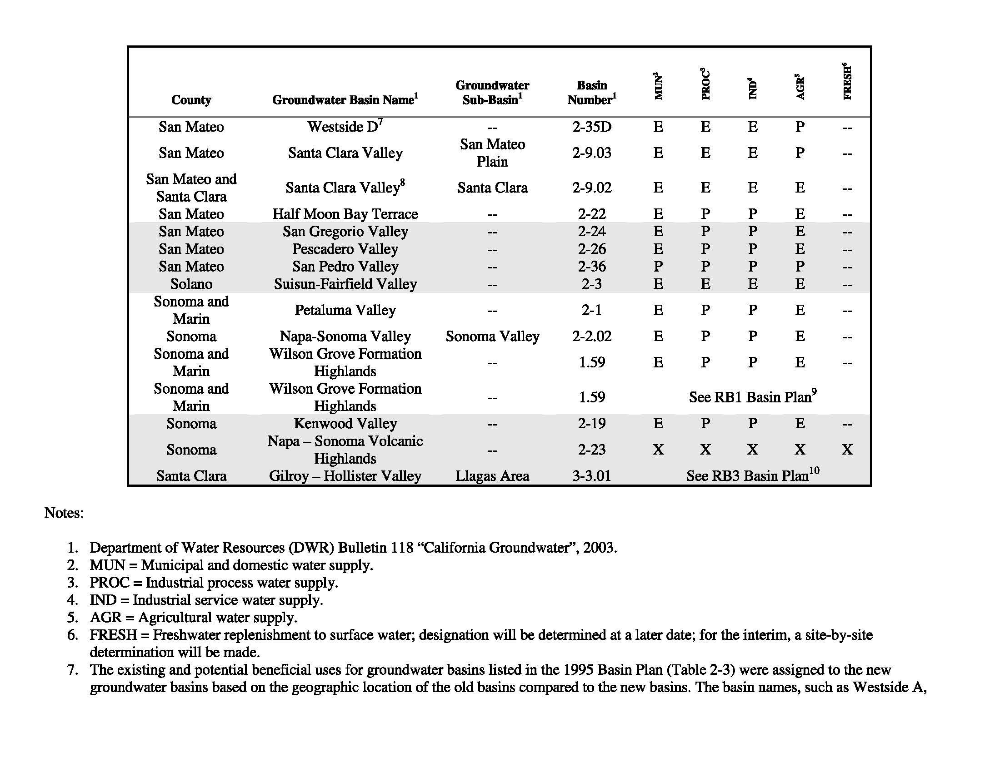 County Groundwater Basin Name1 Groundwater Sub-Basin1 Basin Number1 MUN2 PROC3 IND4 AGR5 FRESH6
San Mateo Westside D7 -- 2-35D E E E P --
San Mateo Santa Clara Valley San Mateo Plain 2-9.03 E E E P --
San Mateo and Santa Clara Santa Clara Valley8 Santa Clara 2-9.02 E E E E --
San Mateo Half Moon Bay Terrace -- 2-22 E P P E --
San Mateo San Gregorio Valley -- 2-24 E P P E --
San Mateo Pescadero Valley -- 2-26 E P P E --
San Mateo San Pedro Valley -- 2-36 P P P P --
Solano Suisun-Fairfield Valley -- 2-3 E E E E --
Sonoma and Marin Petaluma Valley -- 2-1 E P P E --
Sonoma Napa-Sonoma Valley Sonoma Valley 2-2.02 E P P E --
Sonoma and Marin Wilson Grove Formation Highlands -- 1.59 E P P E --
Sonoma and Marin Wilson Grove Formation Highlands -- 1.59 See RB1 Basin Plan9
Sonoma Kenwood Valley -- 2-19 E P P E --
Sonoma Napa – Sonoma Volcanic Highlands -- 2-23 X X X X X
Santa Clara Gilroy – Hollister Valley Llagas Area 3-3.01 See RB3 Basin Plan10
Notes:
1. Department of Water Resources (DWR) Bulletin 118 “California Groundwater”, 2003.
2. MUN = Municipal and domestic water supply.
3. PROC = Industrial process water supply.
4. IND = Industrial service water supply.
5. AGR = Agricultural water supply.
6. FRESH = Freshwater replenishment to surface water; designation will be determined at a later date; for the interim, a site-by-site
determination will be made.
7. The existing and potential beneficial uses for groundwater basins listed in the 1995 Basin Plan (Table 2-3) were assigned to the new
groundwater basins based on the geographic location of the old basins compared to the new basins. The basin names, such as Westside A,